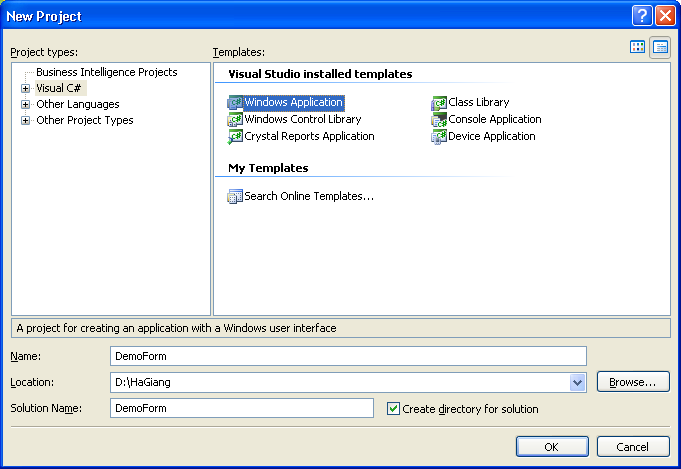 New Project
Project types:
Templates:
Business Intelligence Projects
Visual C#
Other Languages
Other Project Types
Visual Studio installed templates
Windows Application
Class Library
Windows Control Library
Console Application
Crystal Reports Application
Device Application
My Templates
Search Online Templates...
A project for creating an application with a Windows user interface
Name:
DemoForm
Location:
D:\HaGiang
Browse...
Solution Name:
DemoForm
Create directory for solution
OK
Cancel